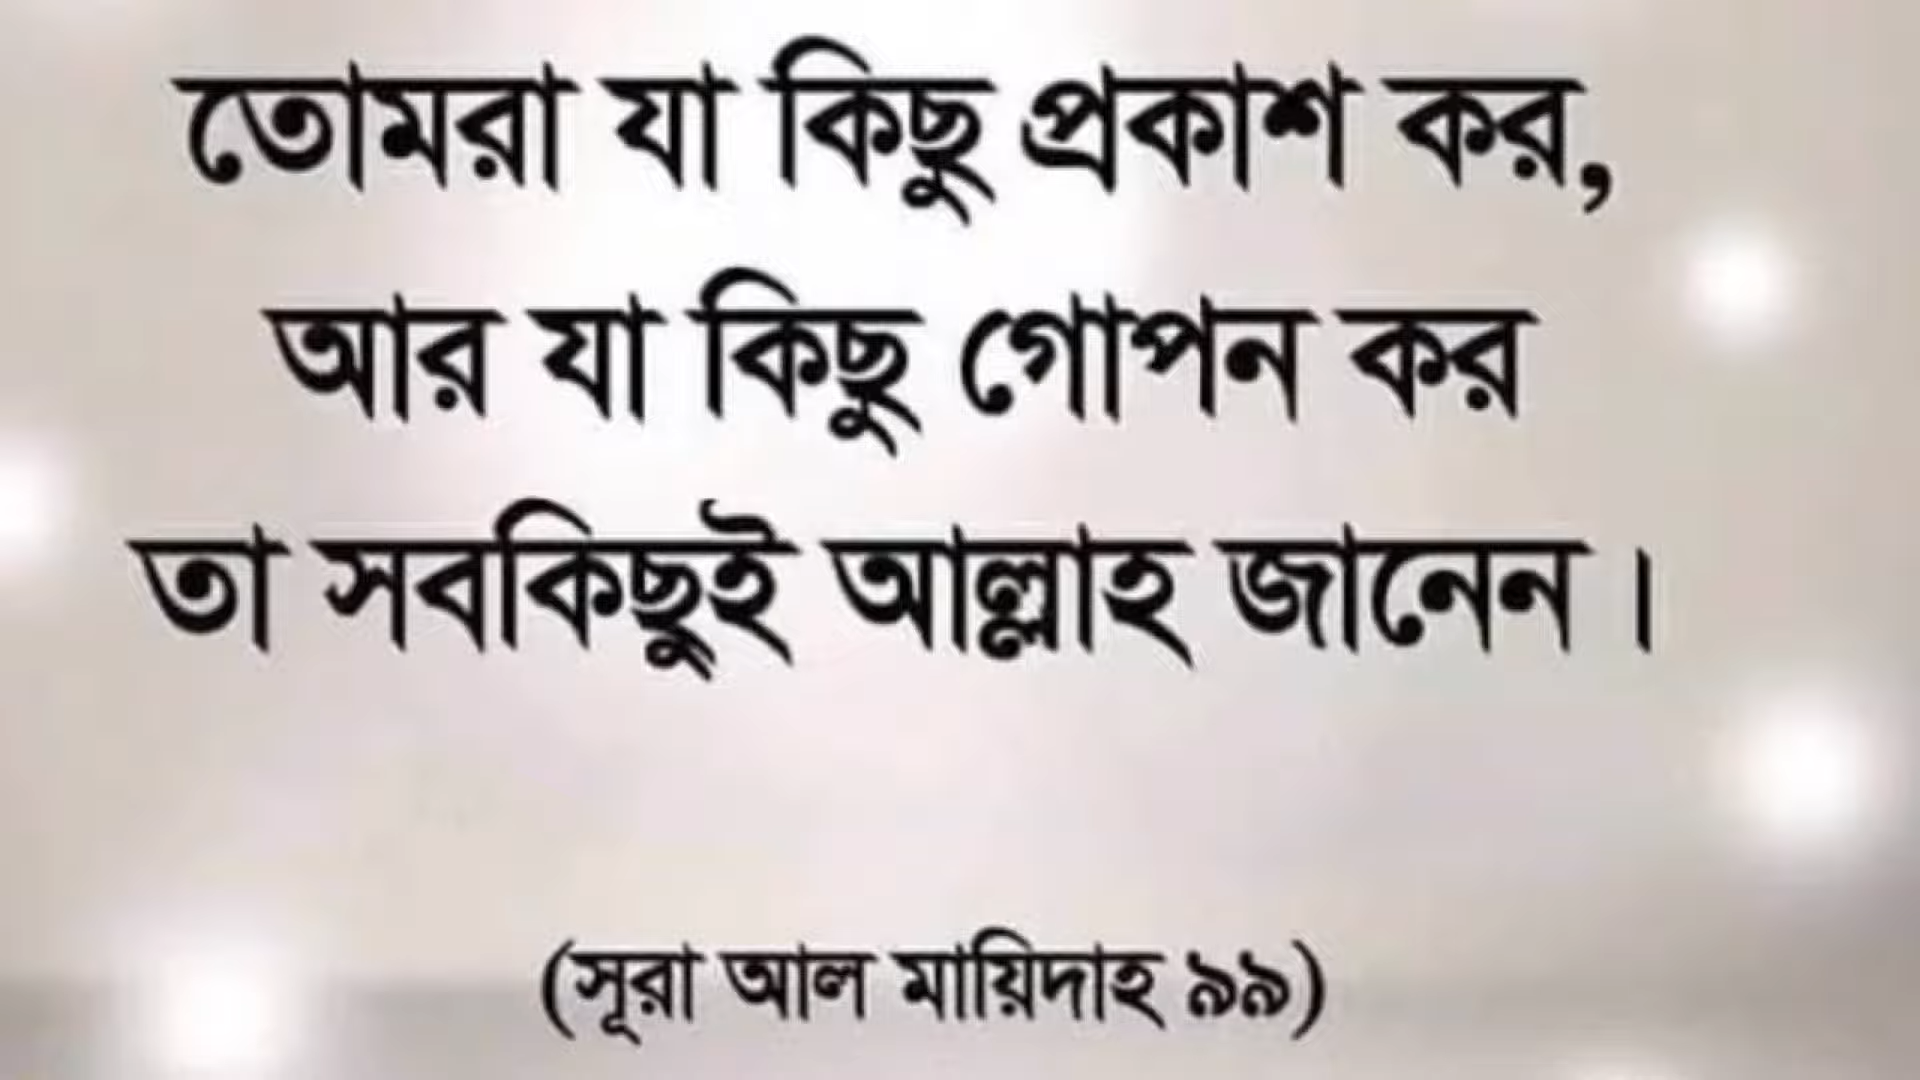 তোমরা যা কিছু প্রকাশ কর,
আর যা কিছু গোপন কর
তা সবকিছুই আল্লাহ জানেন ।
(সূরা আল মায়িদাহ ৯৯)